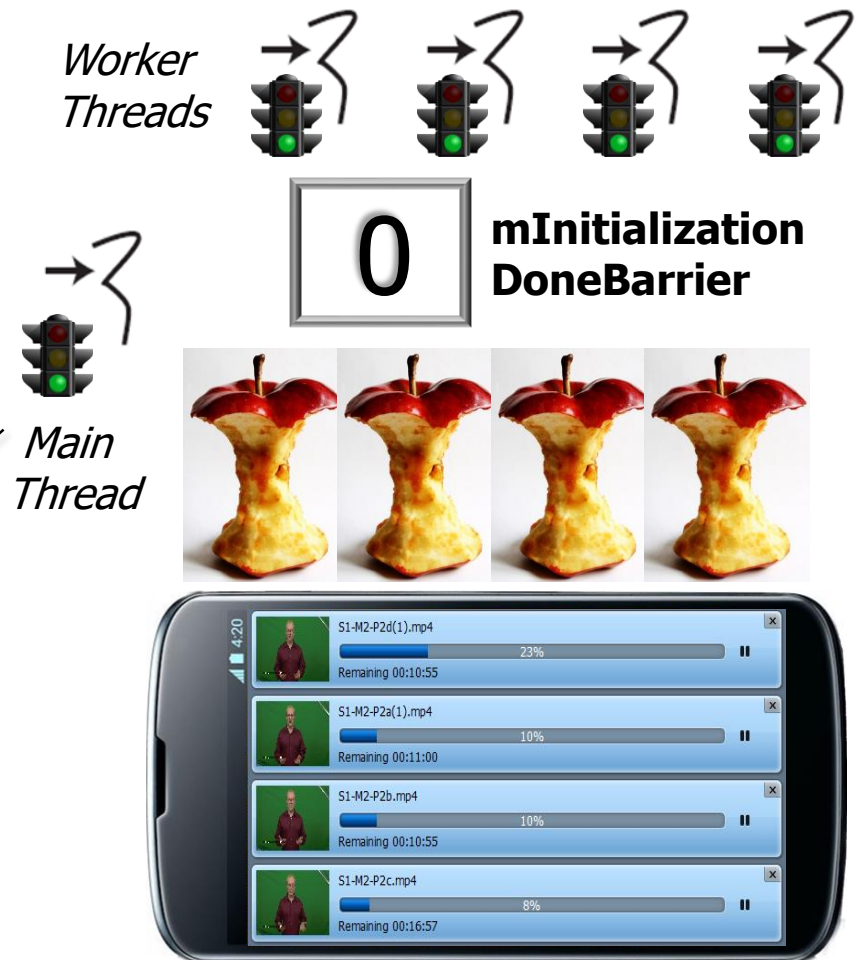 Worker
Threads
0
mInitialization
DoneBarrier
Main
Thread
4:20
S1-M2-P2d(1).mp4
x
23%
Remaining 00:10:55
S1-M2-P2a(1).mp4
x
10%
Remaining 00:11:00
S1-M2-P2b.mp4
x
10%
Remaining 00:10:55
S1-M2-P2c.mp4
x
8%
Remaining 00:16:57